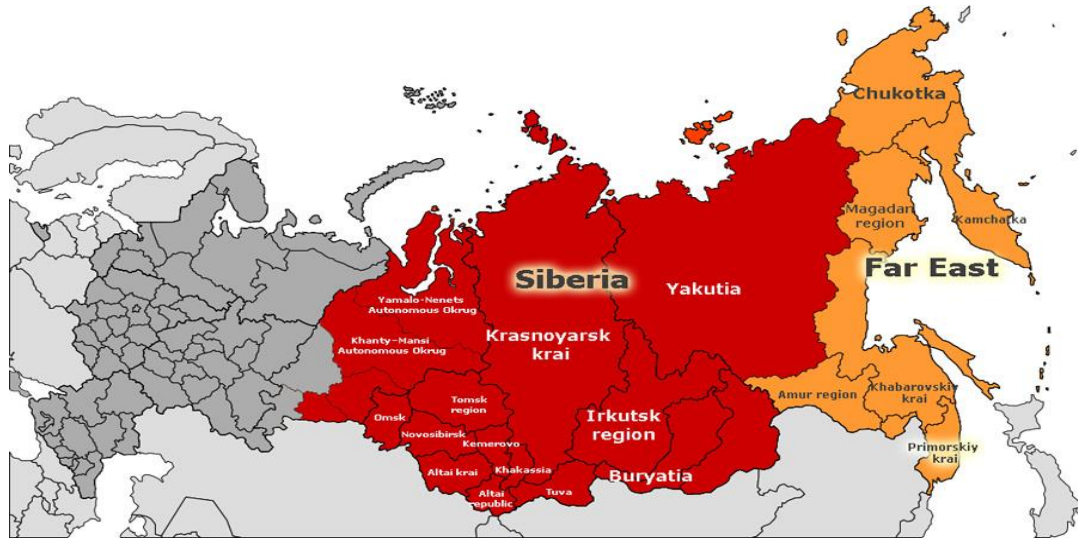 Chukotka
Magadan
region
Kamchatka
Far East
Siberia
Yakutia
Yamalo-Nenets
Autonomous Okrug
Khanty-Mansi
Autonomous Okrug
Krasnoyarsk
krai
Tomsk
region
Omsk
Novosibirsk
Kemerovo
Irkutsk
region
Amur region
Khabarovskiy
krai
Primorskiy
krai
Altai krai
Khakassia
Buryatia
Altai
republic
Tuva